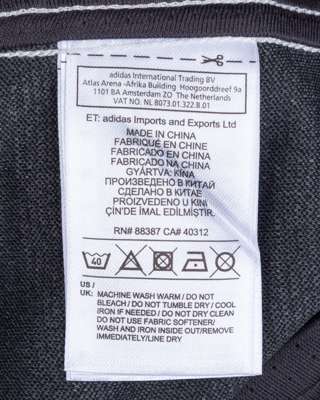 adidas International Trading BV
Atlas Arena -Afrika Building Hoogoorddreef 9a
1101 BA Amsterdam ZO The Netherlands
VAT NO. NL 8073.01.322.B.01
ET: adidas Imports and Exports Ltd
MADE IN CHINA
FABRIQUÉ EN CHINE
FABRICADO EN CHINA
FABRICADO NA CHINA
GYÁRTVA: KÍNA
ПРОИЗВЕДЕНО В КИТАЙ
СДЕЛАНО В КИТАЕ
PROIZVEDENO U KINI
ÇİN'DE İMAL EDİLMİŞTİR.
RN# 88387 CA# 40312
40
US /
UK: MACHINE WASH WARM / DO NOT
BLEACH / DO NOT TUMBLE DRY / COOL
IRON IF NEEDED / DO NOT DRY CLEAN
DO NOT USE FABRIC SOFTENER/
WASH AND IRON INSIDE OUT/REMOVE
IMMEDIATELY/LINE DRY